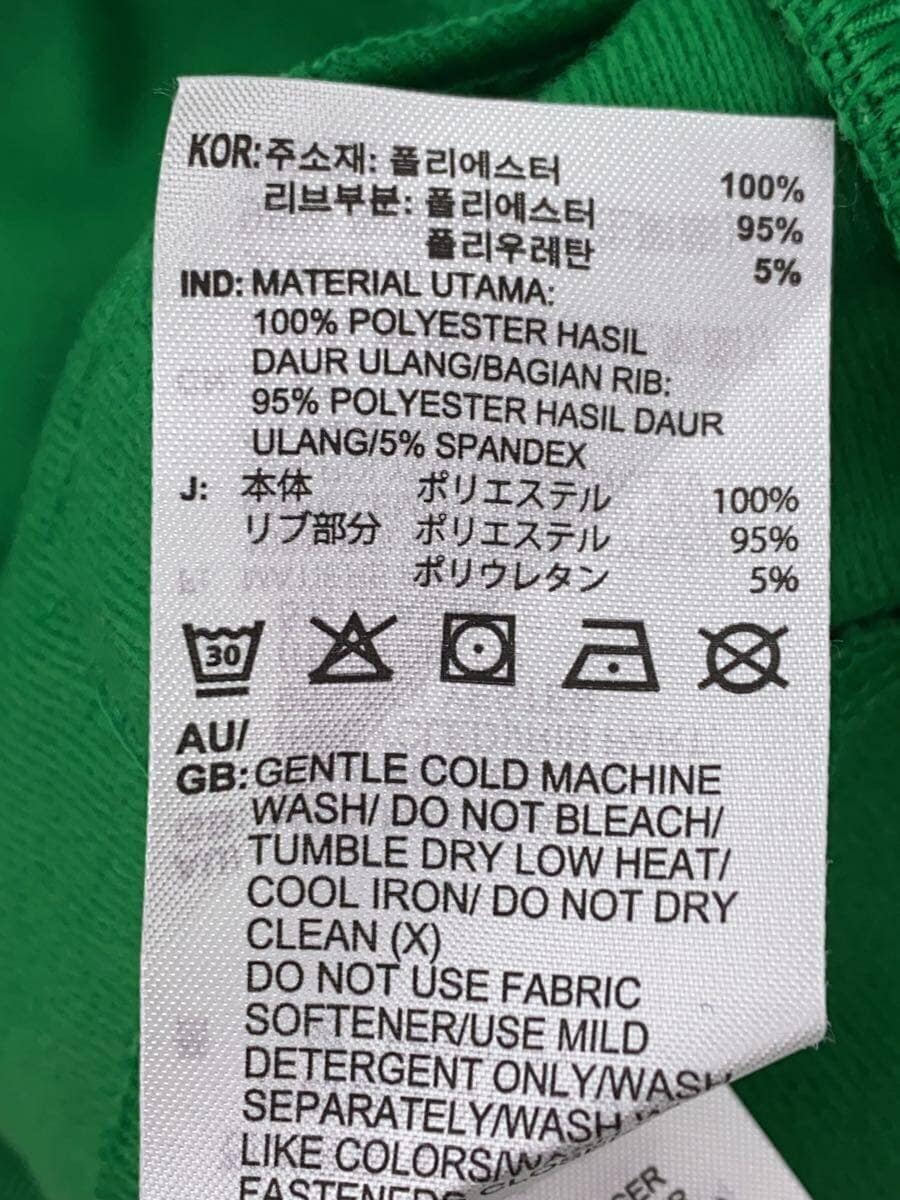 KOR: 주소재: 폴리에스터 100%
리브부분: 폴리에스터 95%
폴리우레탄 5%
IND: MATERIAL UTAMA:
100% POLYESTER HASIL
DAUR ULANG/BAGIAN RIB:
95% POLYESTER HASIL DAUR
ULANG/5% SPANDEX
J: 本体 ポリエステル 100%
リブ部分 ポリエステル 95%
ポリウレタン 5%
30
AU/
GB: GENTLE COLD MACHINE
WASH/ DO NOT BLEACH/
TUMBLE DRY LOW HEAT/
COOL IRON/ DO NOT DRY
CLEAN (X)
DO NOT USE FABRIC
SOFTENER/USE MILD
DETERGENT ONLY/WASH
SEPARATELY/WASH
LIKE COLORS/